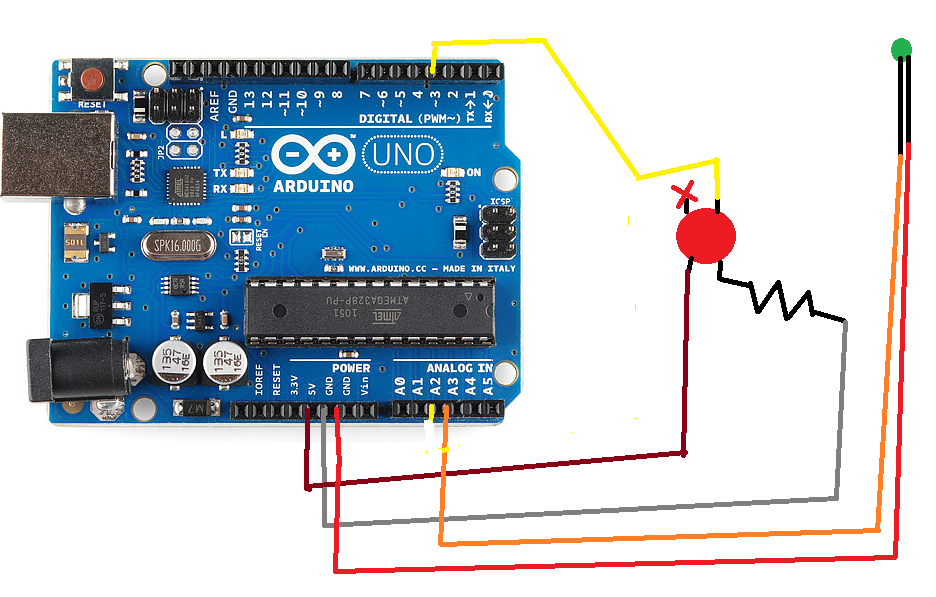 RESET
AREF
GND
13
12
~11
~10
~9
8
7
~6
~5
4
~3
2
TX→1
RX←0
DIGITAL (PWM~)
JP2
L
TX
RX
™
UNO
ARDUINO
ON
ICSP
501L
SPK16.000G
RESET
EN
WWW.ARDUINO.CC – MADE IN ITALY
ATMEGA328P-PU
ATMEL
1051
135
47
16E
135
47
16E
M7
POWER
ANALOG IN
IOREF
RESET
3.3V
5V
GND
GND
Vin
A0
A1
A2
A3
A4
A5